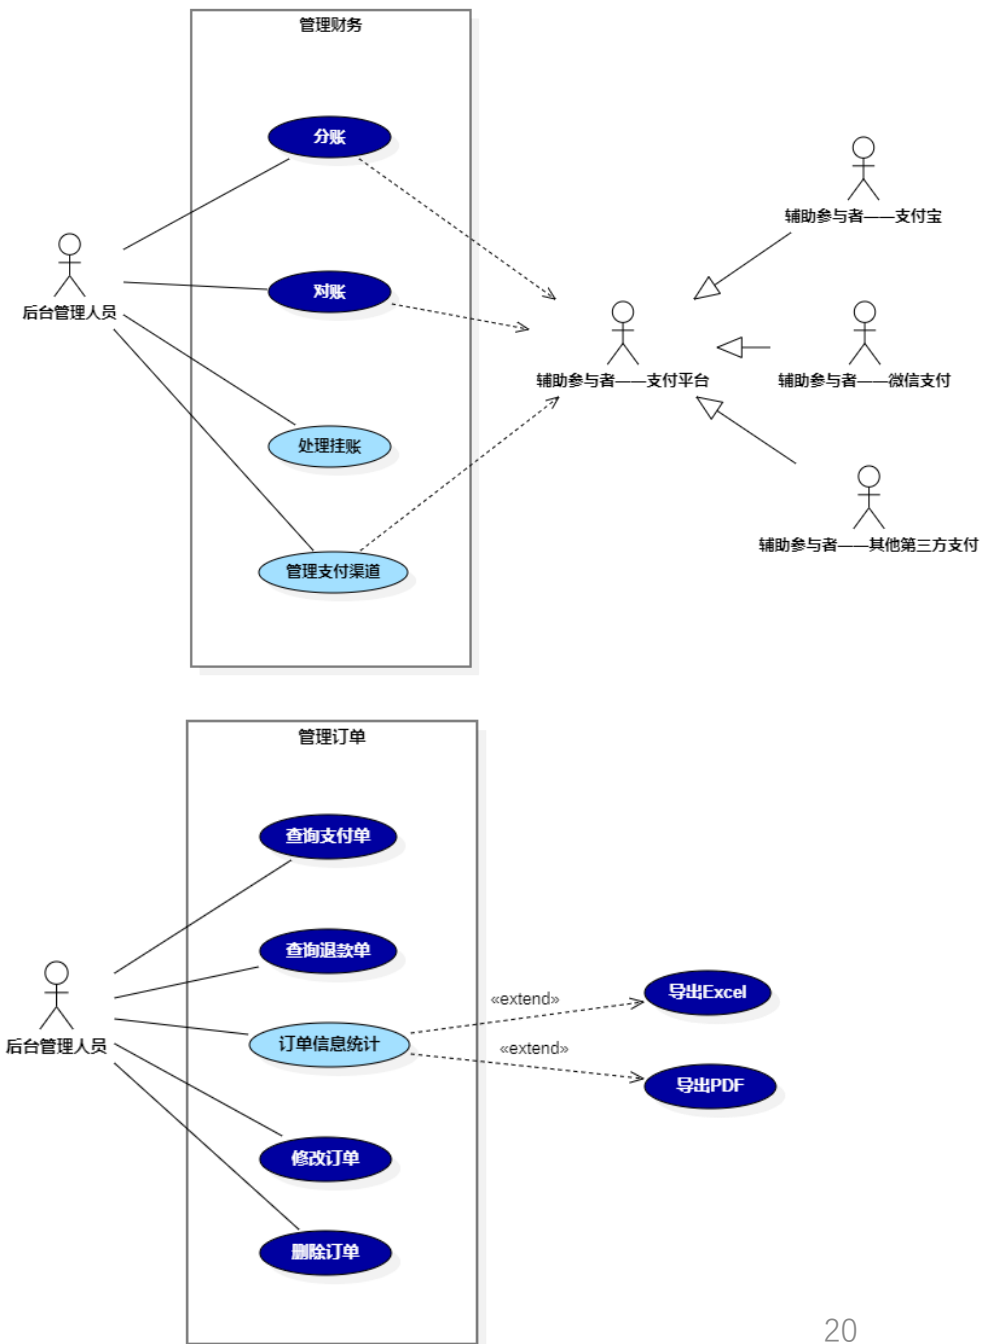 管理财务
分账
辅助参与者——支付宝
对账
后台管理人员
辅助参与者——支付平台
辅助参与者——微信支付
处理挂账
辅助参与者——其他第三方支付
管理支付渠道
管理订单
查询支付单
查询退款单
«extend»
导出Excel
后台管理人员
订单信息统计
«extend»
导出PDF
修改订单
删除订单
20